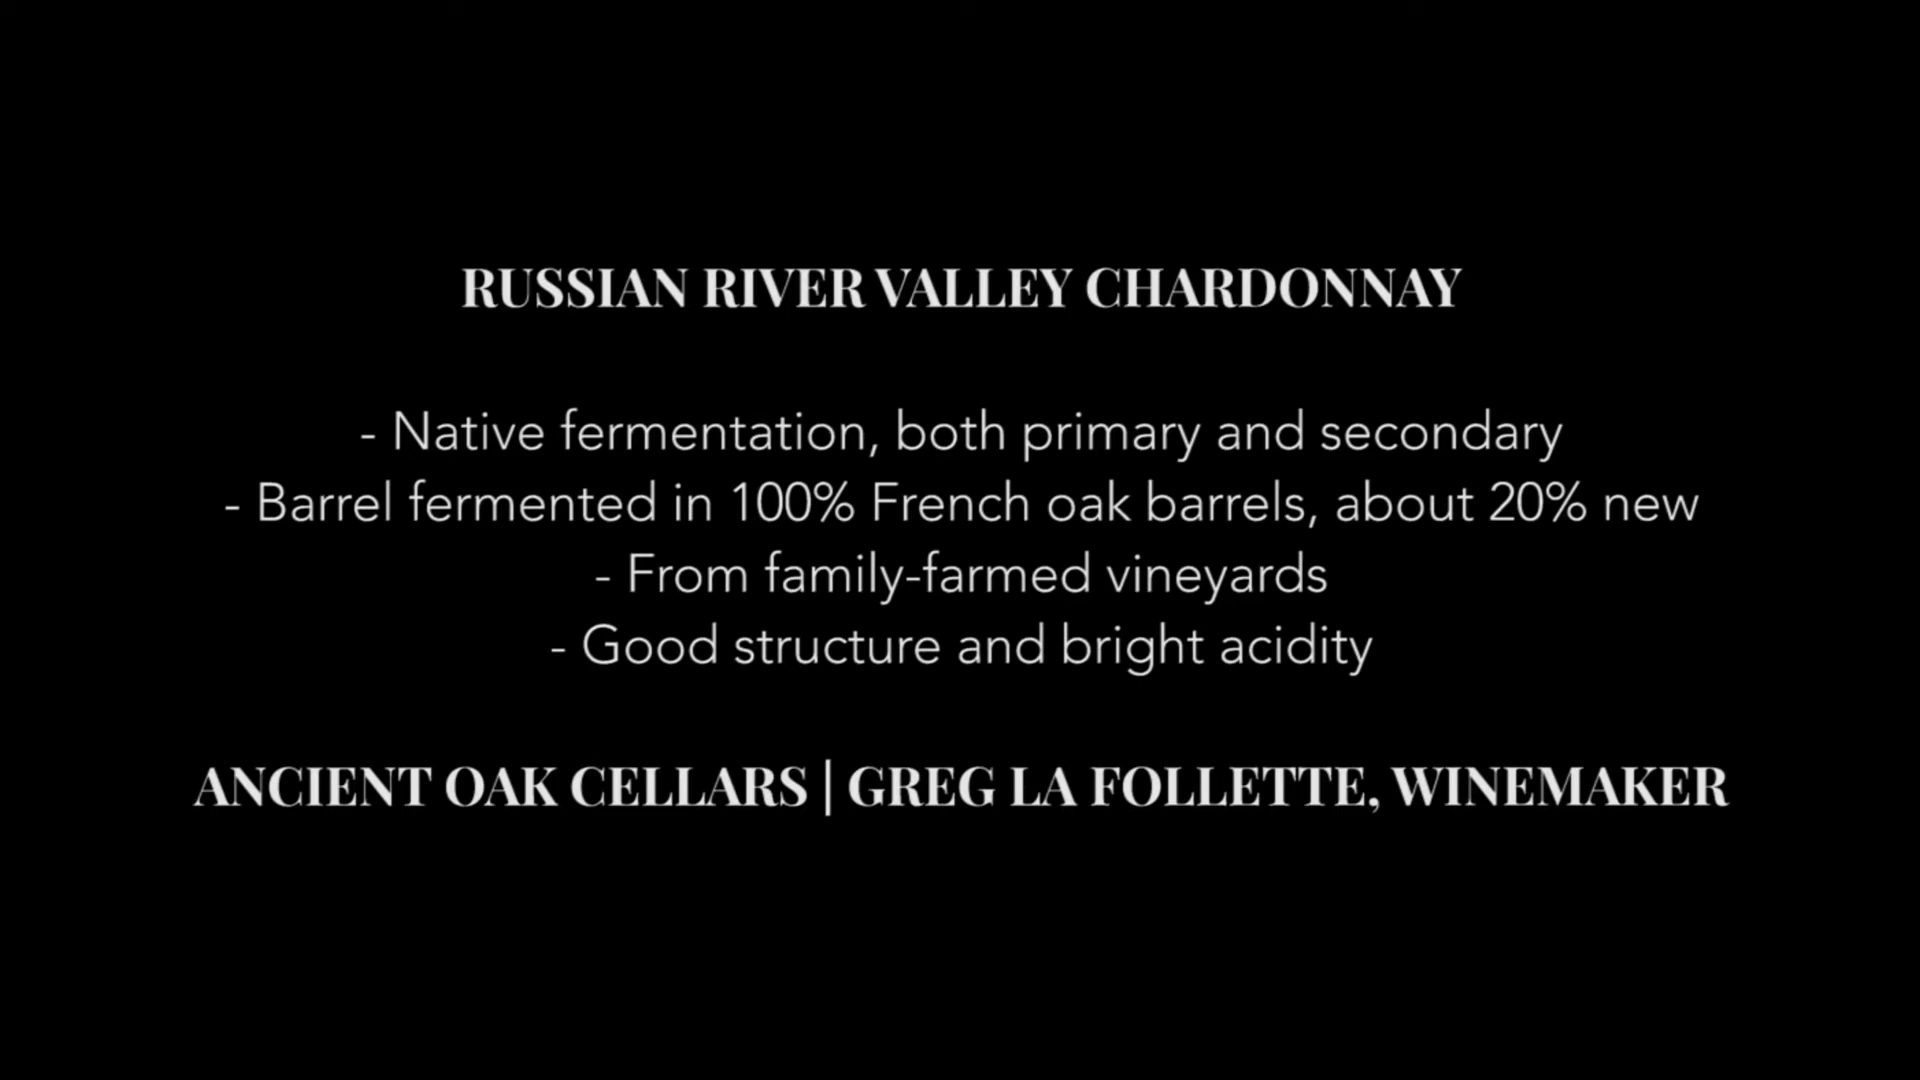 RUSSIAN RIVER VALLEY CHARDONNAY
- Native fermentation, both primary and secondary
- Barrel fermented in 100% French oak barrels, about 20% new
- From family-farmed vineyards
- Good structure and bright acidity
ANCIENT OAK CELLARS | GREG LA FOLLETTE, WINEMAKER